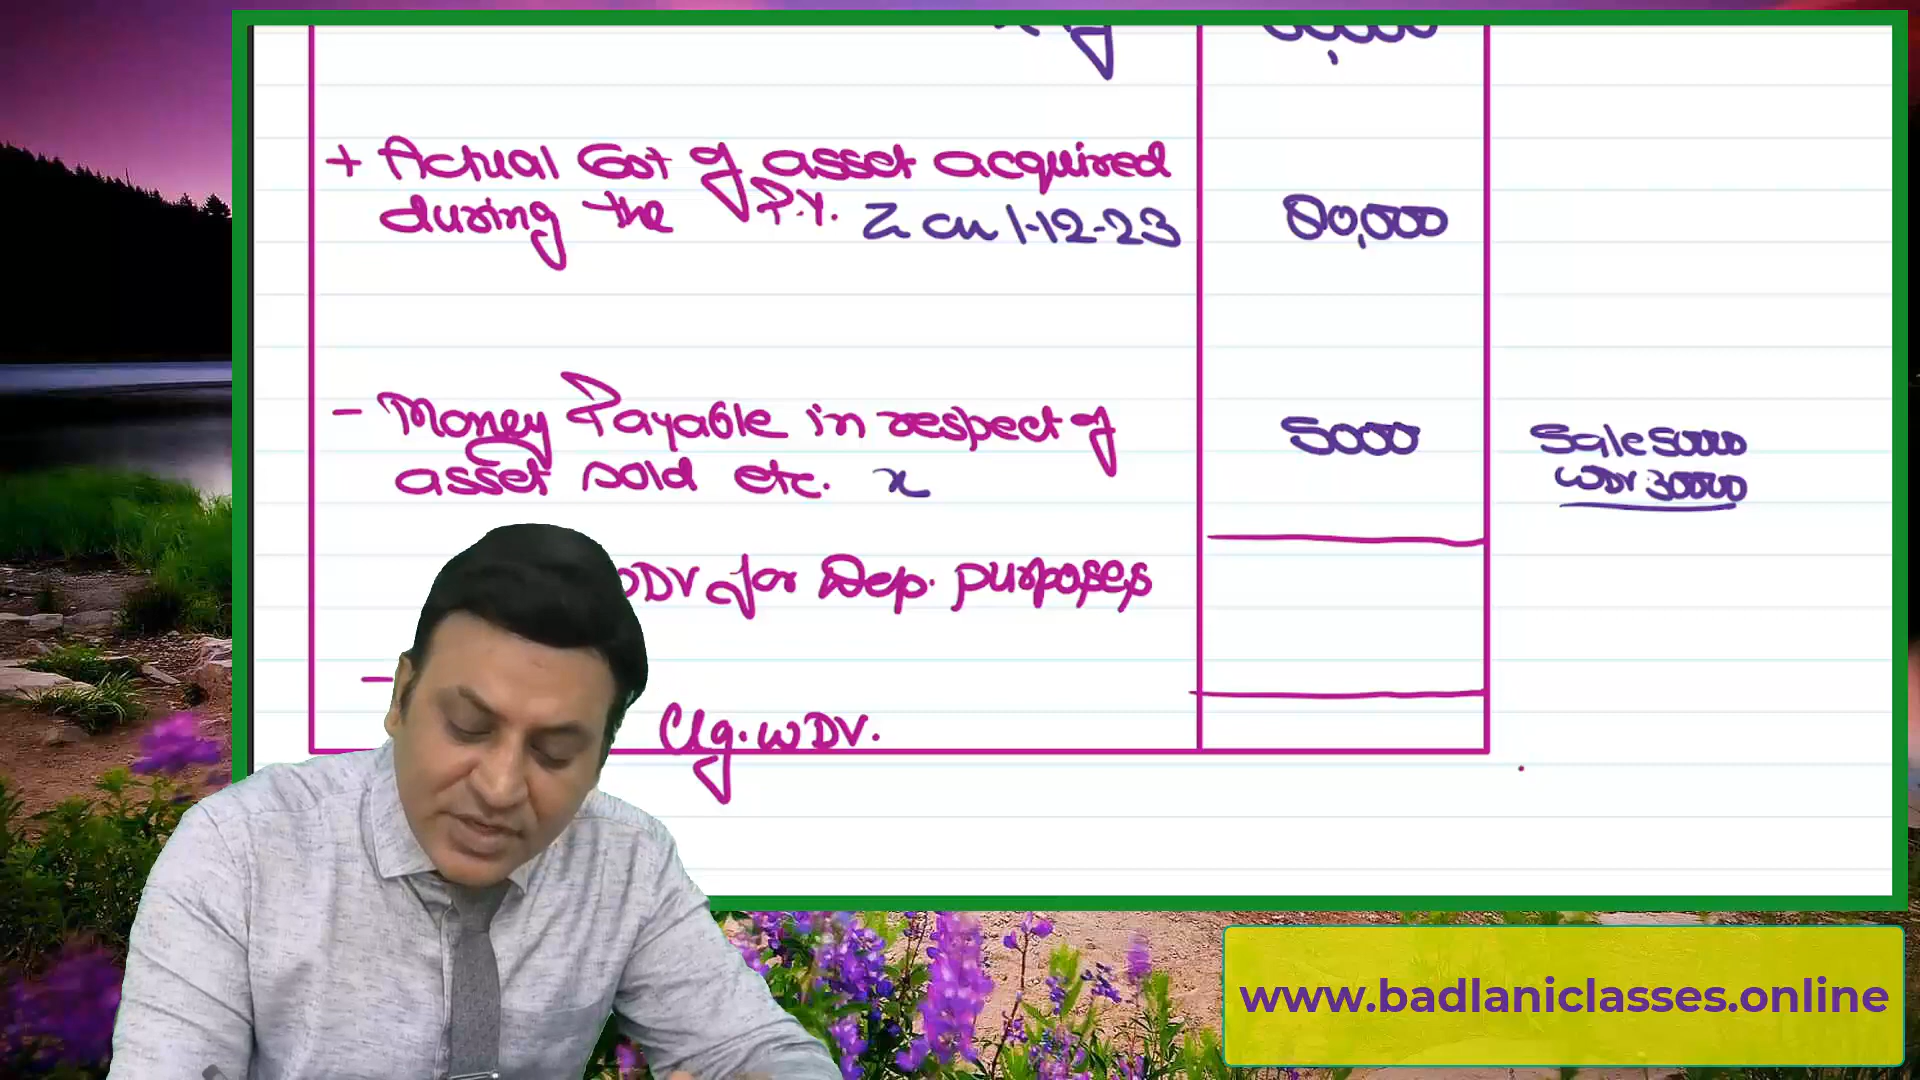 + Actual Cost of asset acquired
during the P.Y. Z on 1-12-23 80,000
- Money Payable in respect of 5000 Sale 50000
asset sold etc. x WDV 30000
WDV for Dep. purposes
-
Clg. WDV.
www.badlaniclasses.online